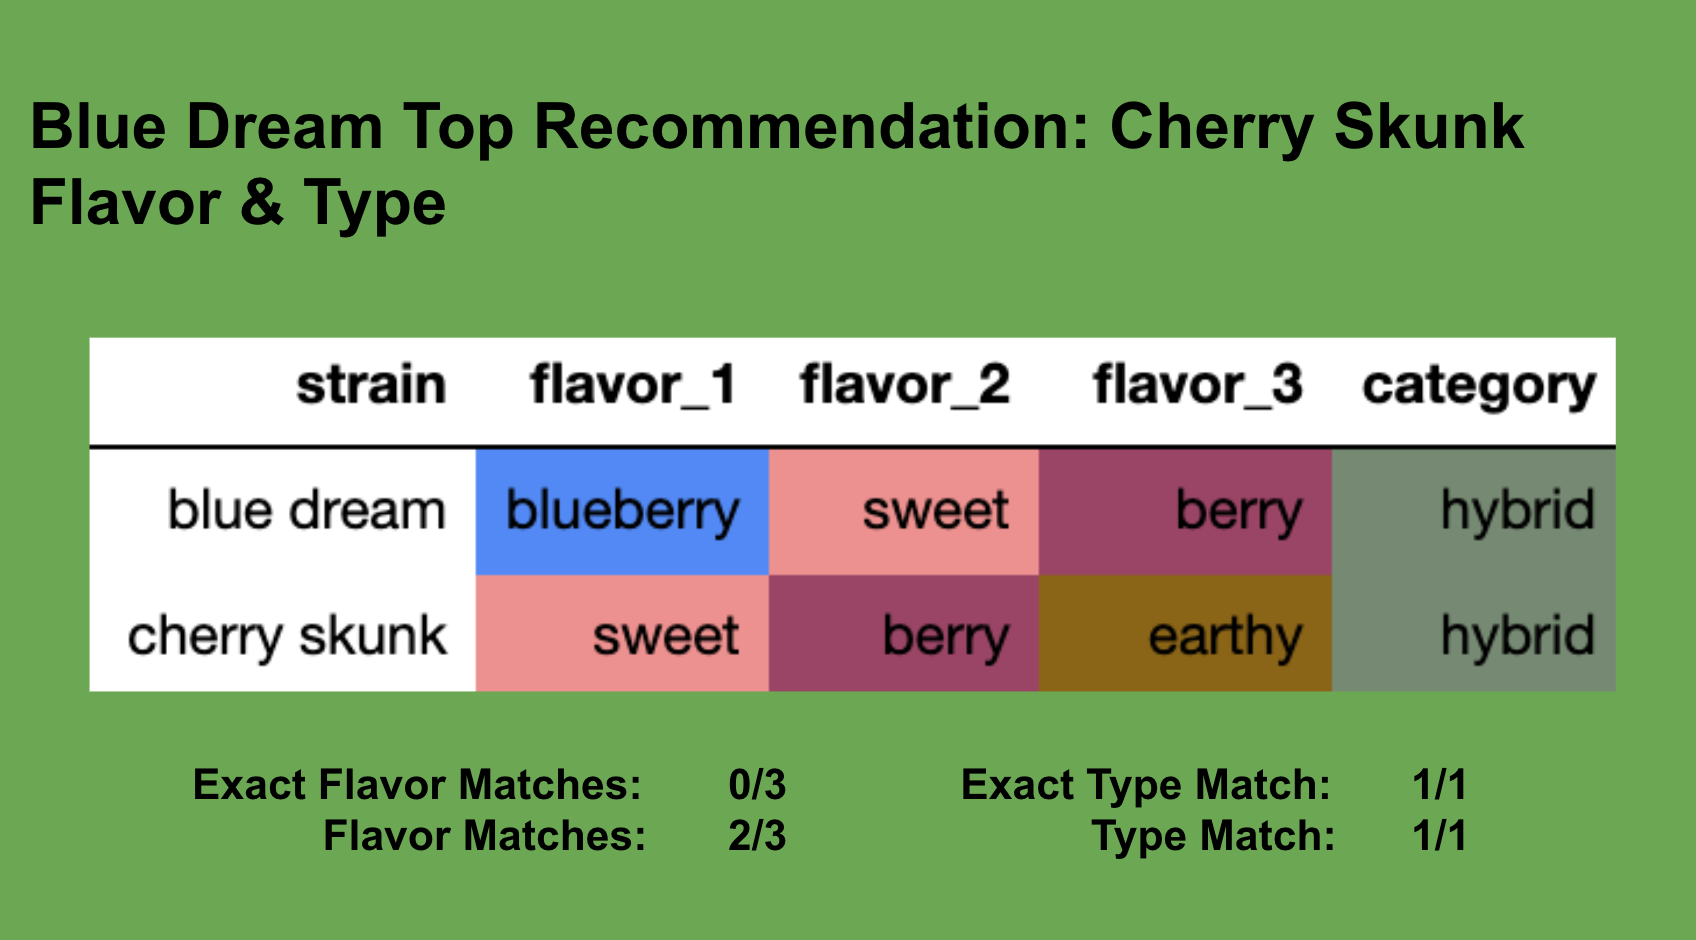 Blue Dream Top Recommendation: Cherry Skunk
Flavor & Type
strain flavor_1 flavor_2 flavor_3 category
blue dream blueberry sweet berry hybrid
cherry skunk sweet berry earthy hybrid
Exact Flavor Matches: 0/3 Exact Type Match: 1/1
Flavor Matches: 2/3 Type Match: 1/1